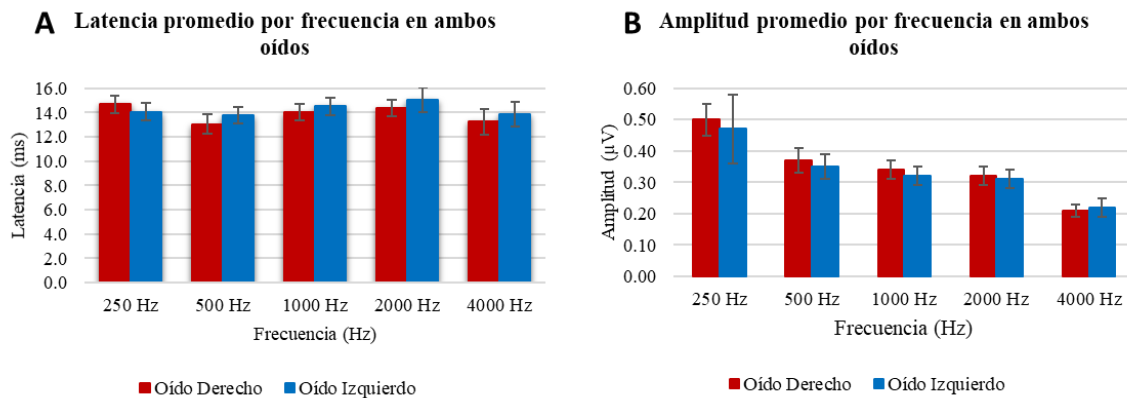 A Latencia promedio por frecuencia en ambos
oídos
16.0
14.0
12.0
10.0
8.0
6.0
4.0
2.0
0.0
Latencia (ms)
250 Hz 500 Hz 1000 Hz 2000 Hz 4000 Hz
Frecuencia (Hz)
Oído Derecho Oído Izquierdo
B Amplitud promedio por frecuencia en ambos
oídos
0.60
0.50
0.40
0.30
0.20
0.10
0.00
Amplitud (µV)
250 Hz 500 Hz 1000 Hz 2000 Hz 4000 Hz
Frecuencia (Hz)
Oído Derecho Oído Izquierdo